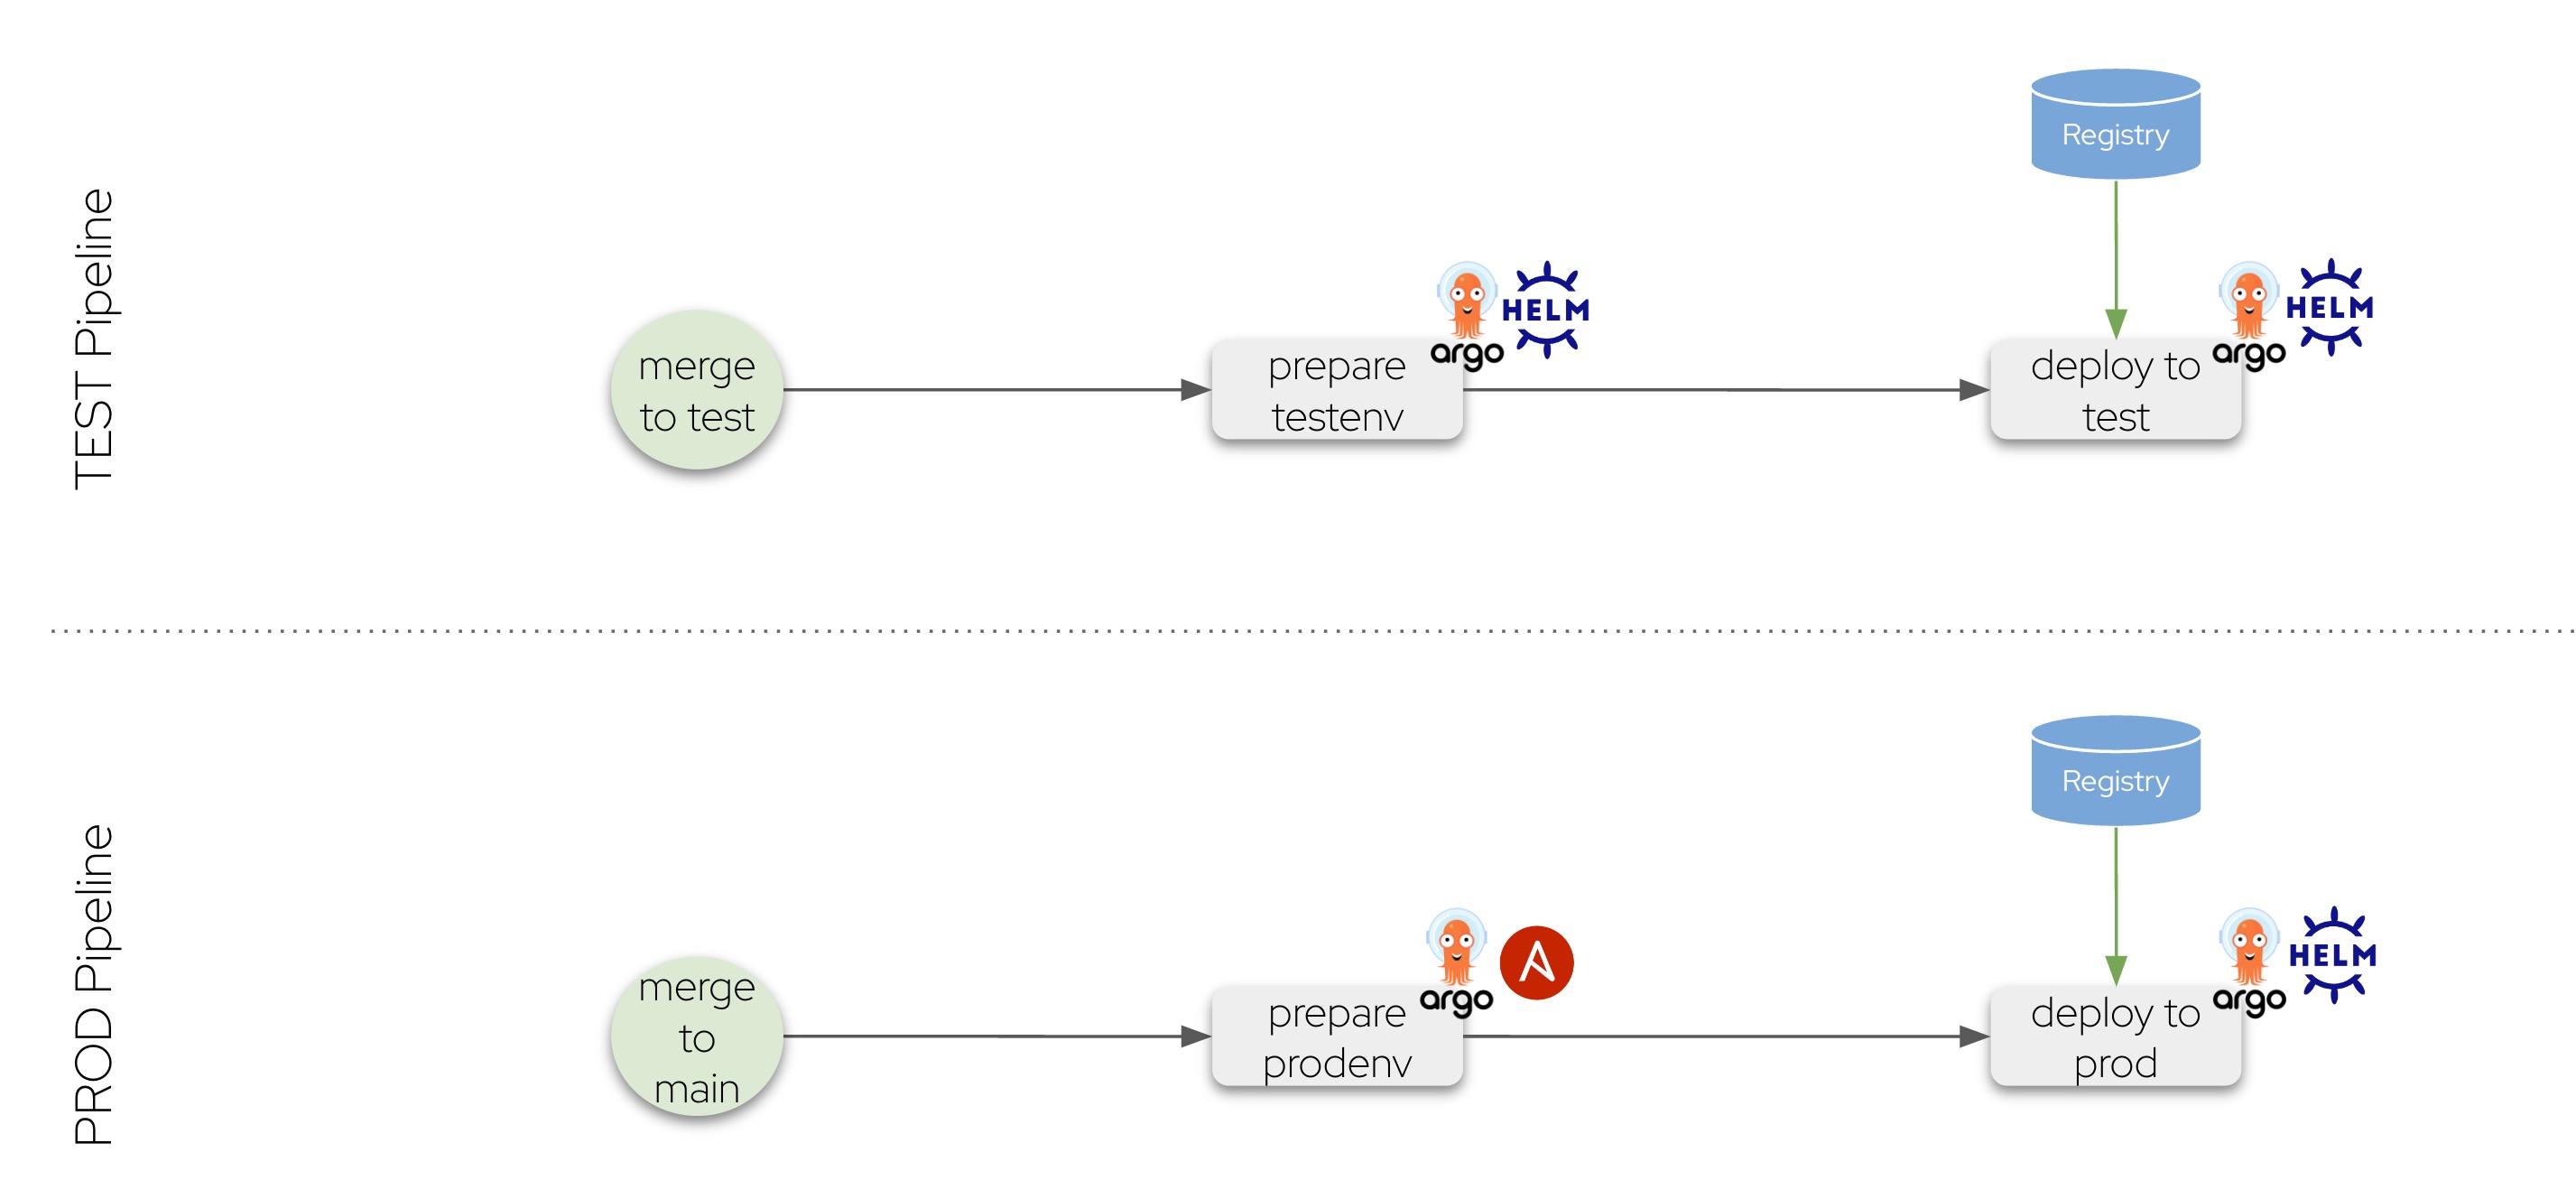 TEST Pipeline
Registry
merge
to test
HELM
argo
prepare
testenv
HELM
argo
deploy to
test
PROD Pipeline
Registry
merge
to
main
argo
prepare
prodenv
HELM
argo
deploy to
prod